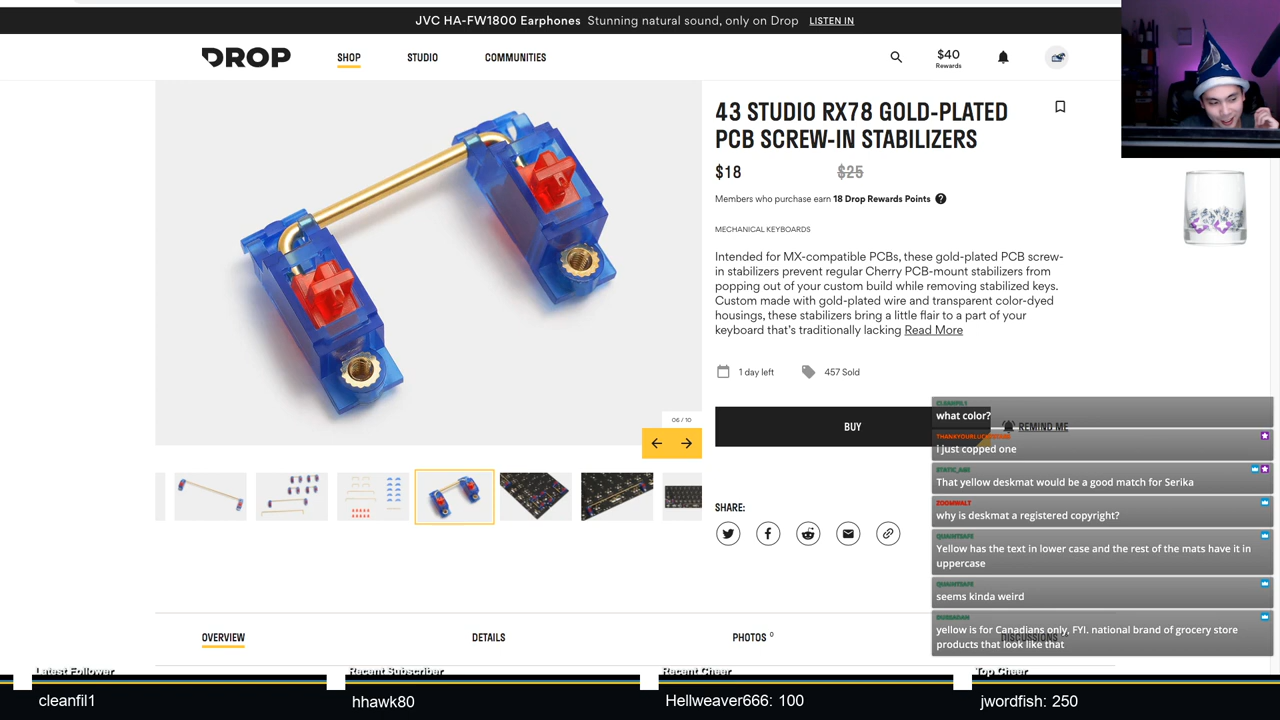 JVC HA-FW1800 Earphones Stunning natural sound, only on Drop LISTEN IN
DROP
SHOP
STUDIO
COMMUNITIES
$40
Rewards
43 STUDIO RX78 GOLD-PLATED
PCB SCREW-IN STABILIZERS
$18 $25
Members who purchase earn 18 Drop Rewards Points ?
MECHANICAL KEYBOARDS
Intended for MX-compatible PCBs, these gold-plated PCB screw-
in stabilizers prevent regular Cherry PCB-mount stabilizers from
popping out of your custom build while removing stabilized keys.
Custom made with gold-plated wire and transparent color-dyed
housings, these stabilizers bring a little flair to a part of your
keyboard that's traditionally lacking Read More
1 day left
457 Sold
06 / 10
BUY
REMIND ME
SHARE:
CLEANFIL1
what color?
i just copped one
STATIC_AGE
That yellow deskmat would be a good match for Serika
ZOOMWALT
why is deskmat a registered copyright?
Yellow has the text in lower case and the rest of the mats have it in
uppercase
seems kinda weird
yellow is for Canadians only, FYI. national brand of grocery store
products that look like that
OVERVIEW
DETAILS
PHOTOS 0
DISCUSSIONS
Latest Follower
cleanfil1
Recent Subscriber
hhawk80
Recent Cheer
Hellweaver666: 100
Top Cheer
jwordfish: 250